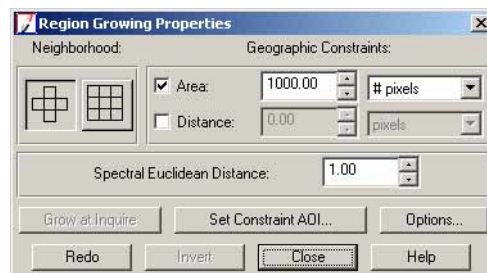 Region Growing Properties
Neighborhood: Geographic Constraints:
Area: 1000.00 # pixels
Distance: 0.00 pixels
Spectral Euclidean Distance: 1.00
Grow at Inquire Set Constraint AOI... Options...
Redo Invert Close Help